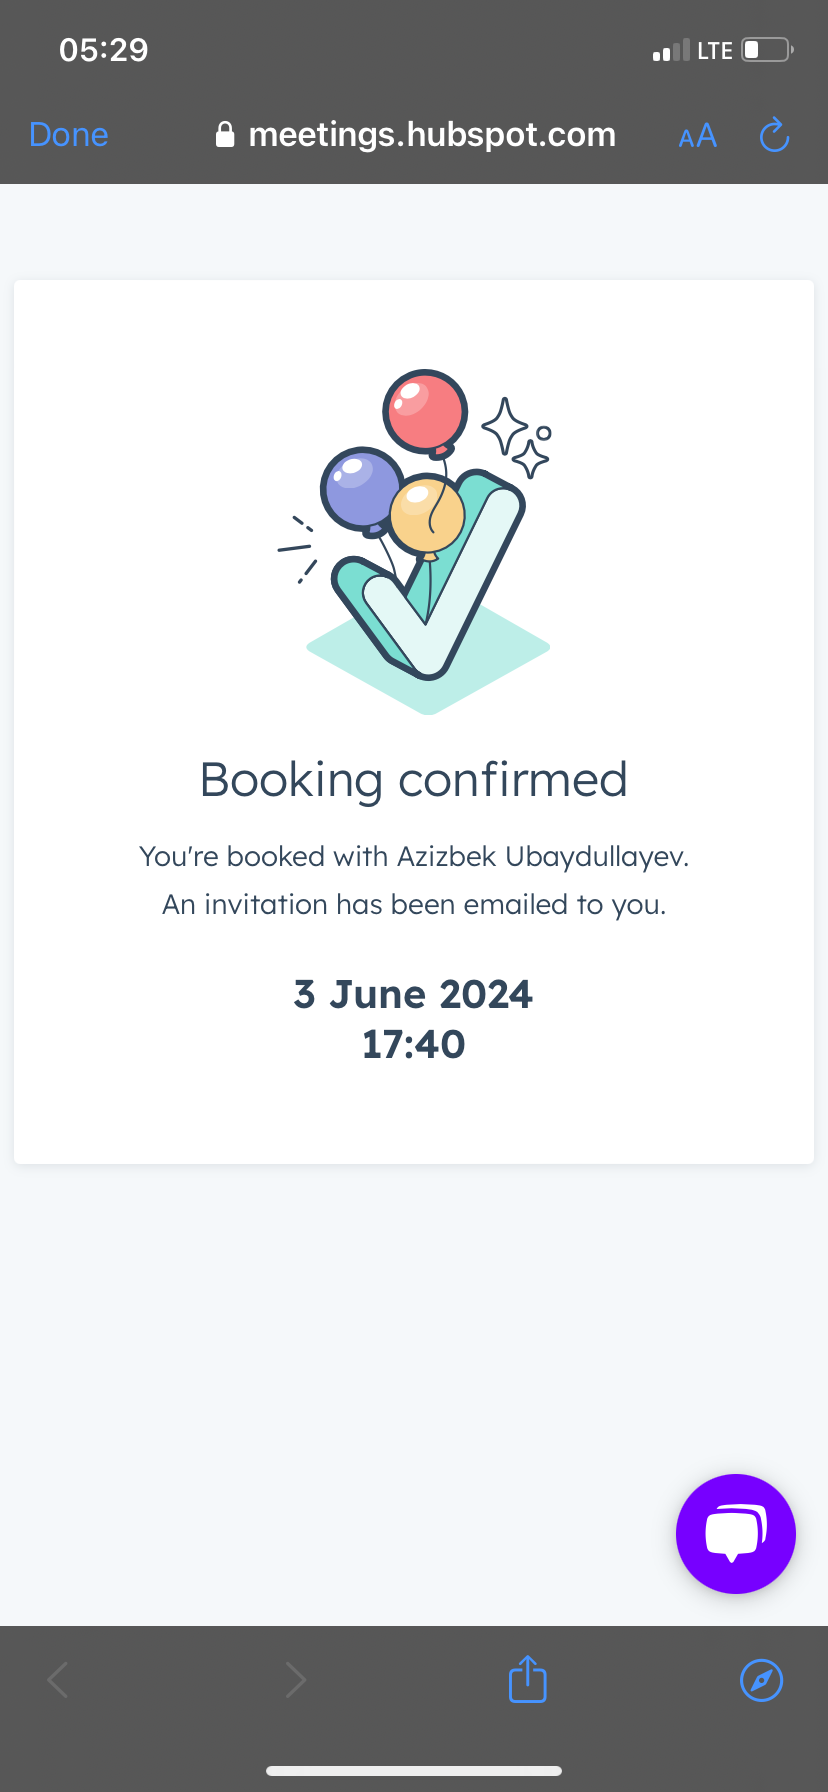 05:29
LTE
Done
meetings.hubspot.com
AA
Booking confirmed
You're booked with Azizbek Ubaydullayev.
An invitation has been emailed to you.
3 June 2024
17:40